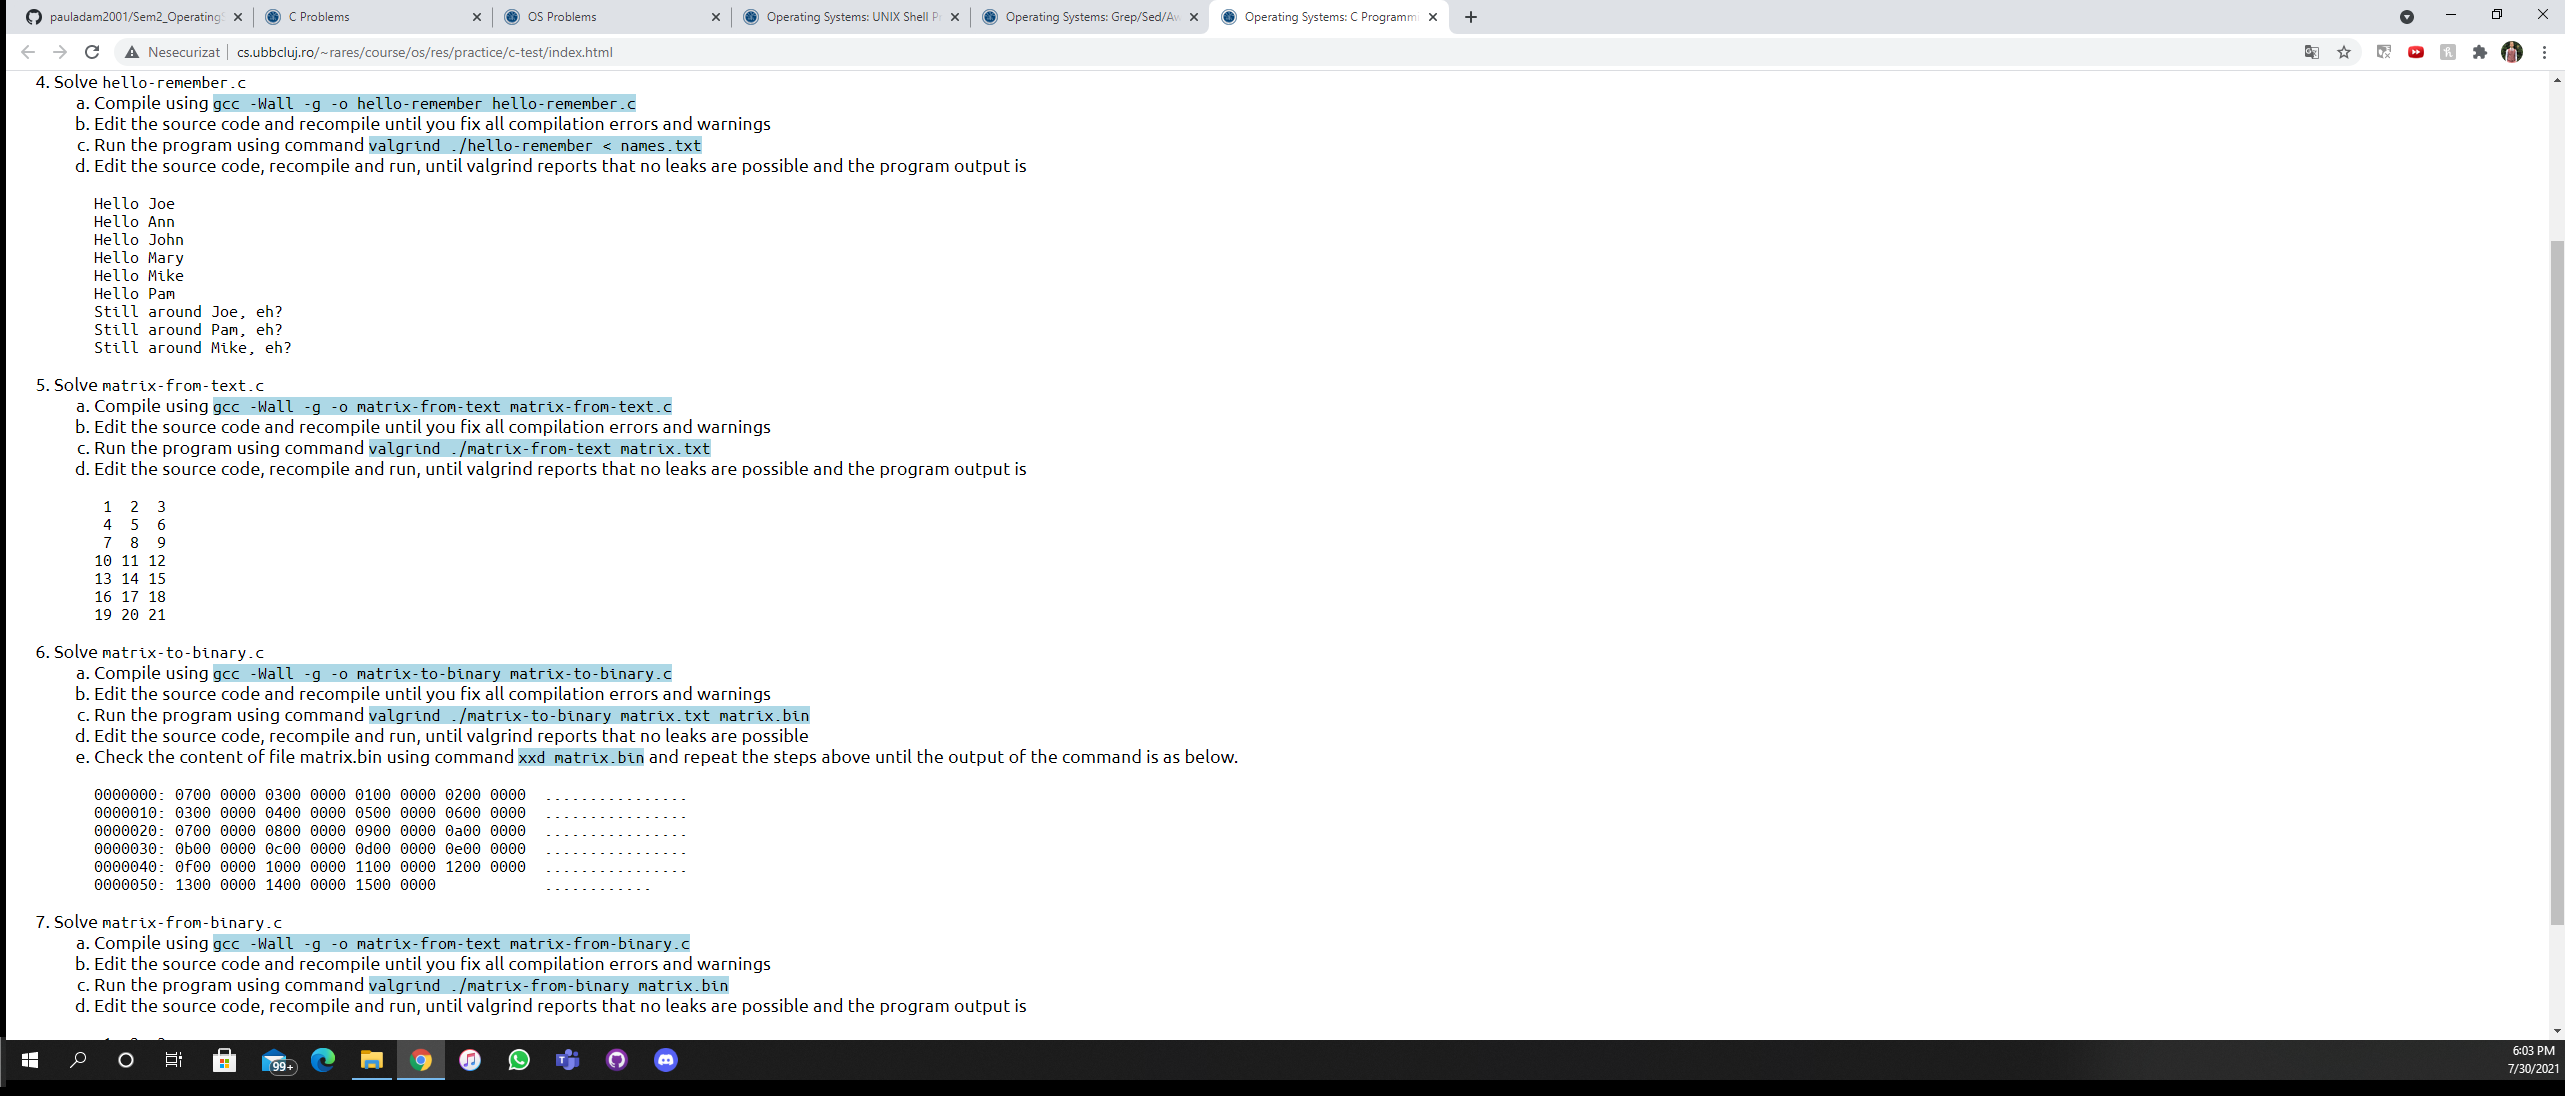 pauladam2001/Sem2_Operating
C Problems
OS Problems
Operating Systems: UNIX Shell Pr
Operating Systems: Grep/Sed/Aw
Operating Systems: C Programm
Nesecurizat
cs.ubbcluj.ro/~rares/course/os/res/practice/c-test/index.html
4. Solve hello-remember.c
a. Compile using gcc -Wall -g -o hello-remember hello-remember.c
b. Edit the source code and recompile until you fix all compilation errors and warnings
c. Run the program using command valgrind ./hello-remember < names.txt
d. Edit the source code, recompile and run, until valgrind reports that no leaks are possible and the program output is
Hello Joe
Hello Ann
Hello John
Hello Mary
Hello Mike
Hello Pam
Still around Joe, eh?
Still around Pam, eh?
Still around Mike, eh?
5. Solve matrix-from-text.c
a. Compile using gcc -Wall -g -o matrix-from-text matrix-from-text.c
b. Edit the source code and recompile until you fix all compilation errors and warnings
c. Run the program using command valgrind ./matrix-from-text matrix.txt
d. Edit the source code, recompile and run, until valgrind reports that no leaks are possible and the program output is
1 2 3
4 5 6
7 8 9
10 11 12
13 14 15
16 17 18
19 20 21
6. Solve matrix-to-binary.c
a. Compile using gcc -Wall -g -o matrix-to-binary matrix-to-binary.c
b. Edit the source code and recompile until you fix all compilation errors and warnings
c. Run the program using command valgrind ./matrix-to-binary matrix.txt matrix.bin
d. Edit the source code, recompile and run, until valgrind reports that no leaks are possible
e. Check the content of file matrix.bin using command xxd matrix.bin and repeat the steps above until the output of the command is as below.
0000000: 0700 0000 0300 0000 0100 0000 0200 0000 ................
0000010: 0300 0000 0400 0000 0500 0000 0600 0000 ................
0000020: 0700 0000 0800 0000 0900 0000 0a00 0000 ................
0000030: 0b00 0000 0c00 0000 0d00 0000 0e00 0000 ................
0000040: 0f00 0000 1000 0000 1100 0000 1200 0000 ................
0000050: 1300 0000 1400 0000 1500 0000 ............
7. Solve matrix-from-binary.c
a. Compile using gcc -Wall -g -o matrix-from-text matrix-from-binary.c
b. Edit the source code and recompile until you fix all compilation errors and warnings
c. Run the program using command valgrind ./matrix-from-binary matrix.bin
d. Edit the source code, recompile and run, until valgrind reports that no leaks are possible and the program output is
99+
6:03 PM
7/30/2021